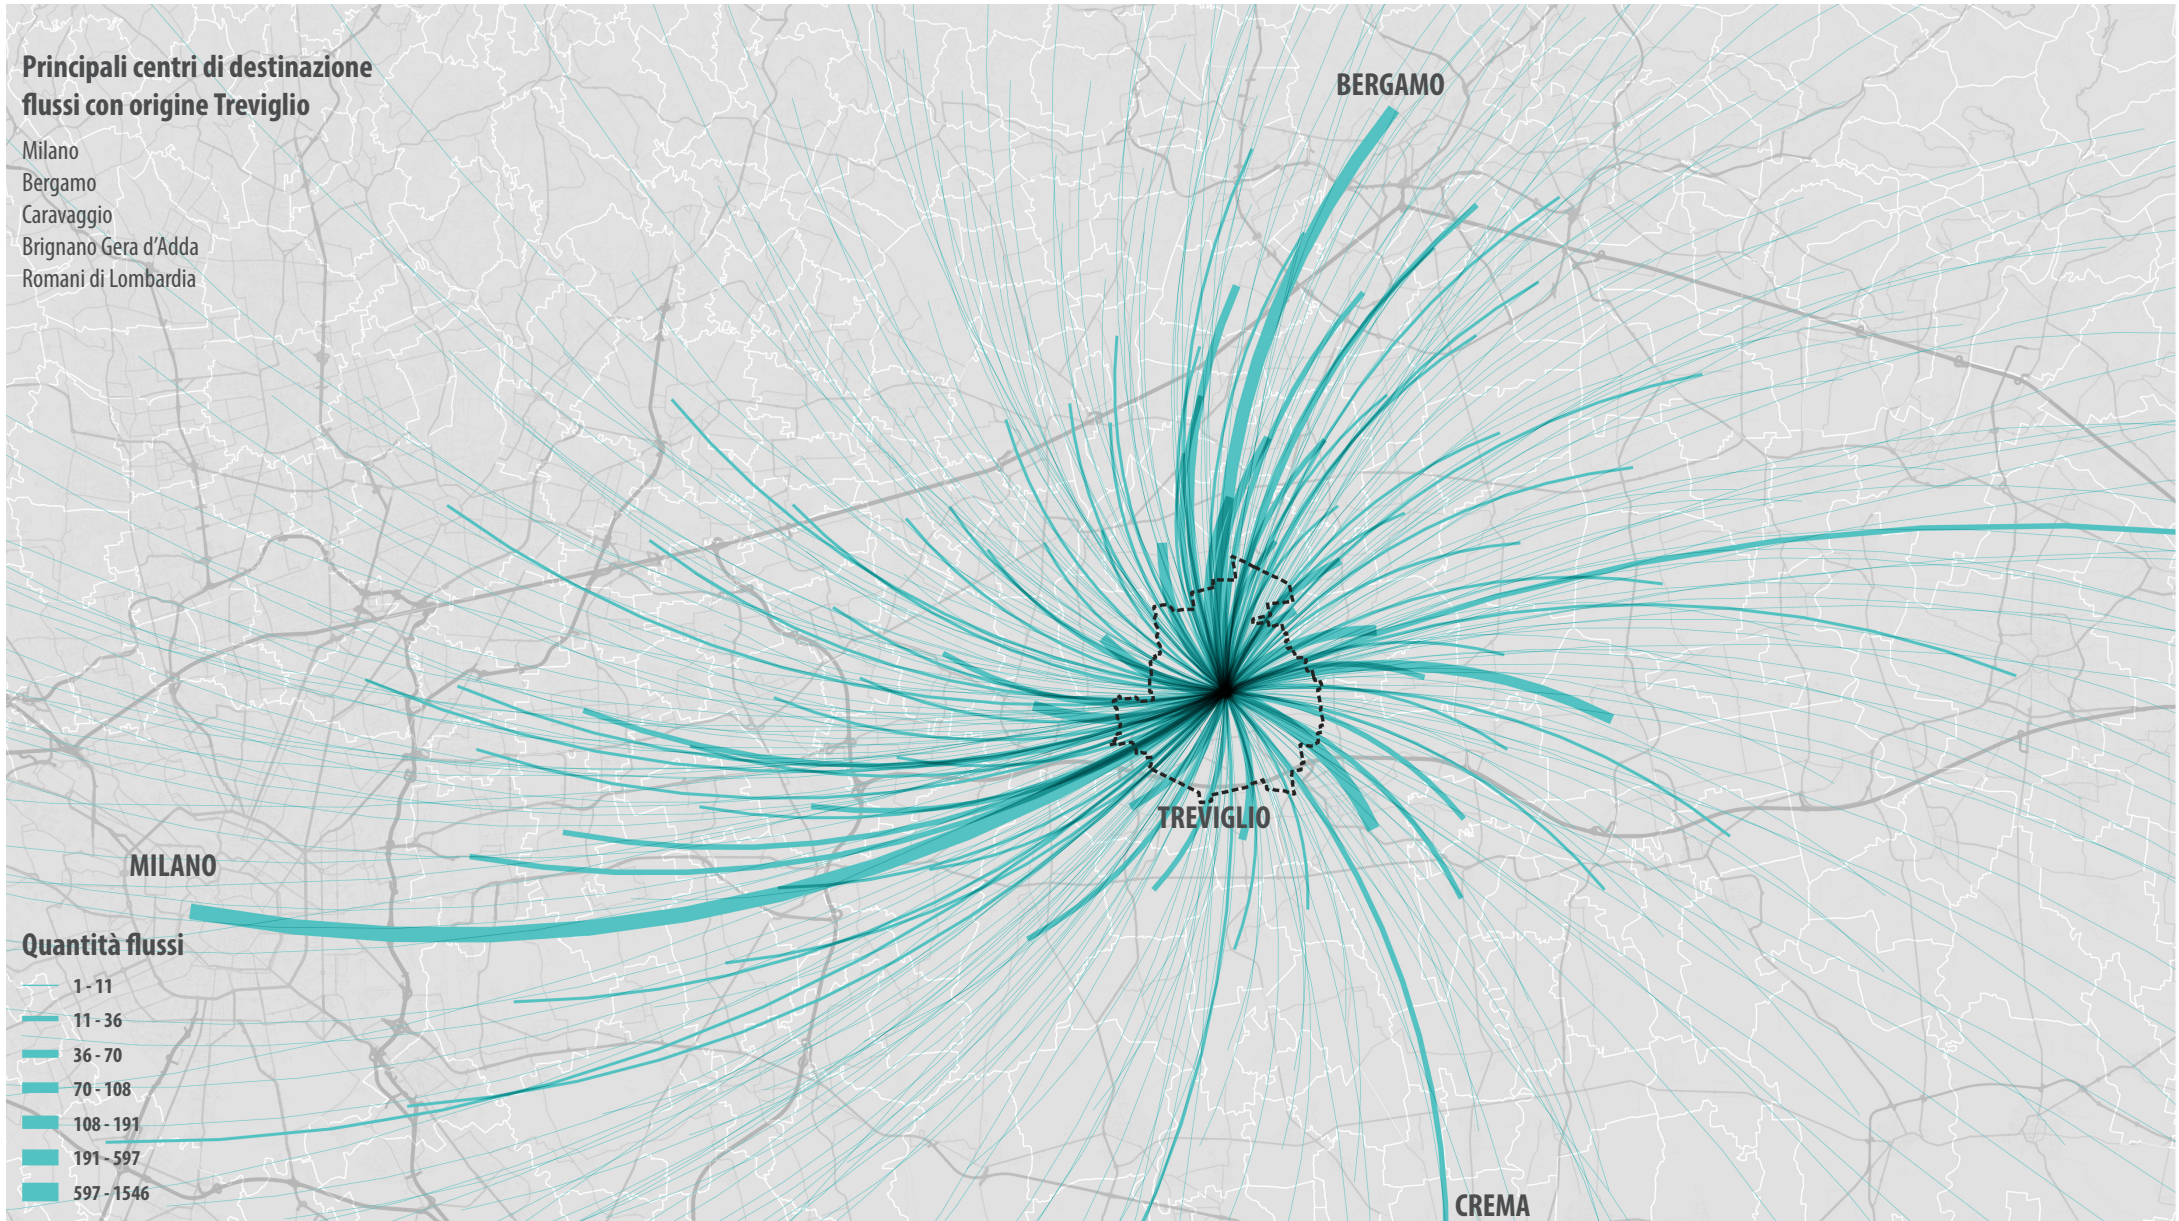 Principali centri di destinazione
flussi con origine Treviglio
Milano
Bergamo
Caravaggio
Brignano Gera d'Adda
Romani di Lombardia
BERGAMO
TREVIGLIO
MILANO
CREMA
Quantità flussi
1 - 11
11 - 36
36 - 70
70 - 108
108 - 191
191 - 597
597 - 1546